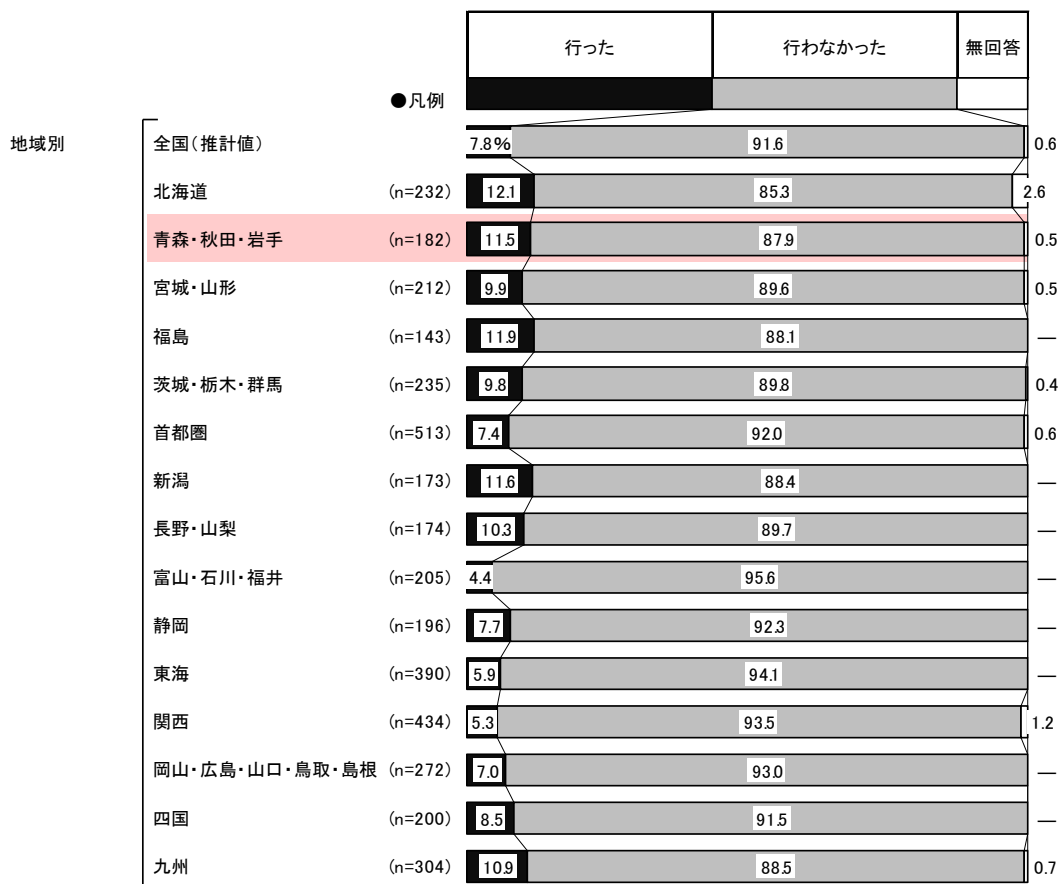 行った 行わなかった 無回答
●凡例
地域別 全国(推計値) 7.8% 91.6 0.6
北海道 (n=232) 12.1 85.3 2.6
青森・秋田・岩手 (n=182) 11.5 87.9 0.5
宮城・山形 (n=212) 9.9 89.6 0.5
福島 (n=143) 11.9 88.1 ―
茨城・栃木・群馬 (n=235) 9.8 89.8 0.4
首都圏 (n=513) 7.4 92.0 0.6
新潟 (n=173) 11.6 88.4 ―
長野・山梨 (n=174) 10.3 89.7 ―
富山・石川・福井 (n=205) 4.4 95.6 ―
静岡 (n=196) 7.7 92.3 ―
東海 (n=390) 5.9 94.1 ―
関西 (n=434) 5.3 93.5 1.2
岡山・広島・山口・鳥取・島根 (n=272) 7.0 93.0 ―
四国 (n=200) 8.5 91.5 ―
九州 (n=304) 10.9 88.5 0.7